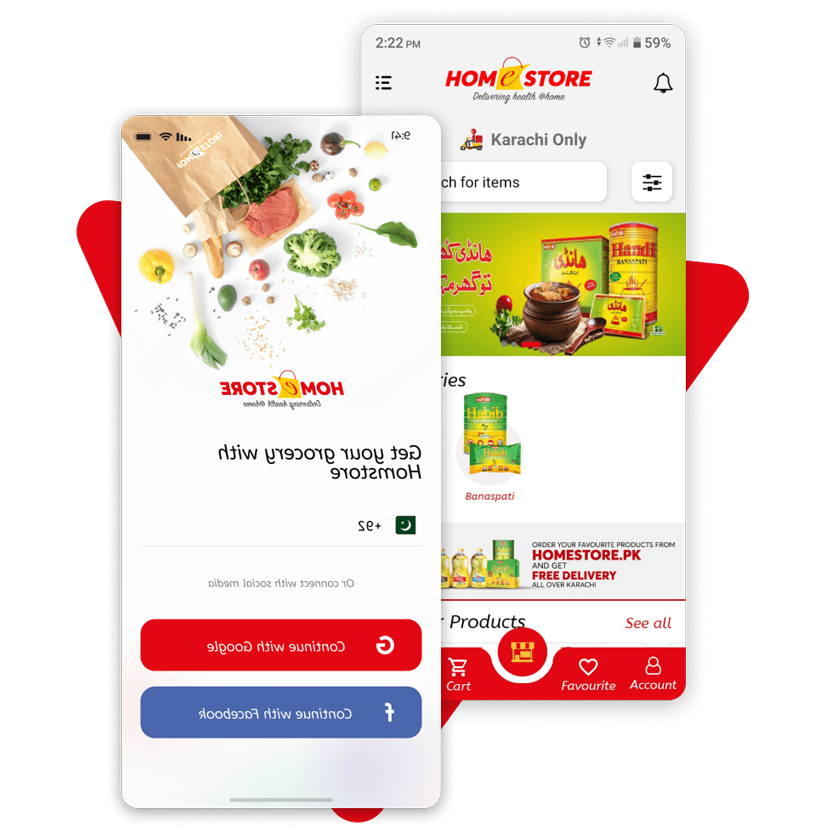 2:22 PM
59%
HOMeSTORE
Delivering health @home
Karachi Only
ch for items
هانڈی
Handi
BANASPATI
ries
Habib
Habib
Banaspati
ORDER YOUR FAVOURITE PRODUCTS FROM
HOMESTORE.PK
AND GET
FREE DELIVERY
ALL OVER KARACHI
r Products
See all
Cart
Favourite
Account
9:41
HOMeSTORE
HOMeSTORE
Delivering health @home
Get your grocery with
Homstore
+92
Or connect with social media
G Continue with Google
f Continue with Facebook